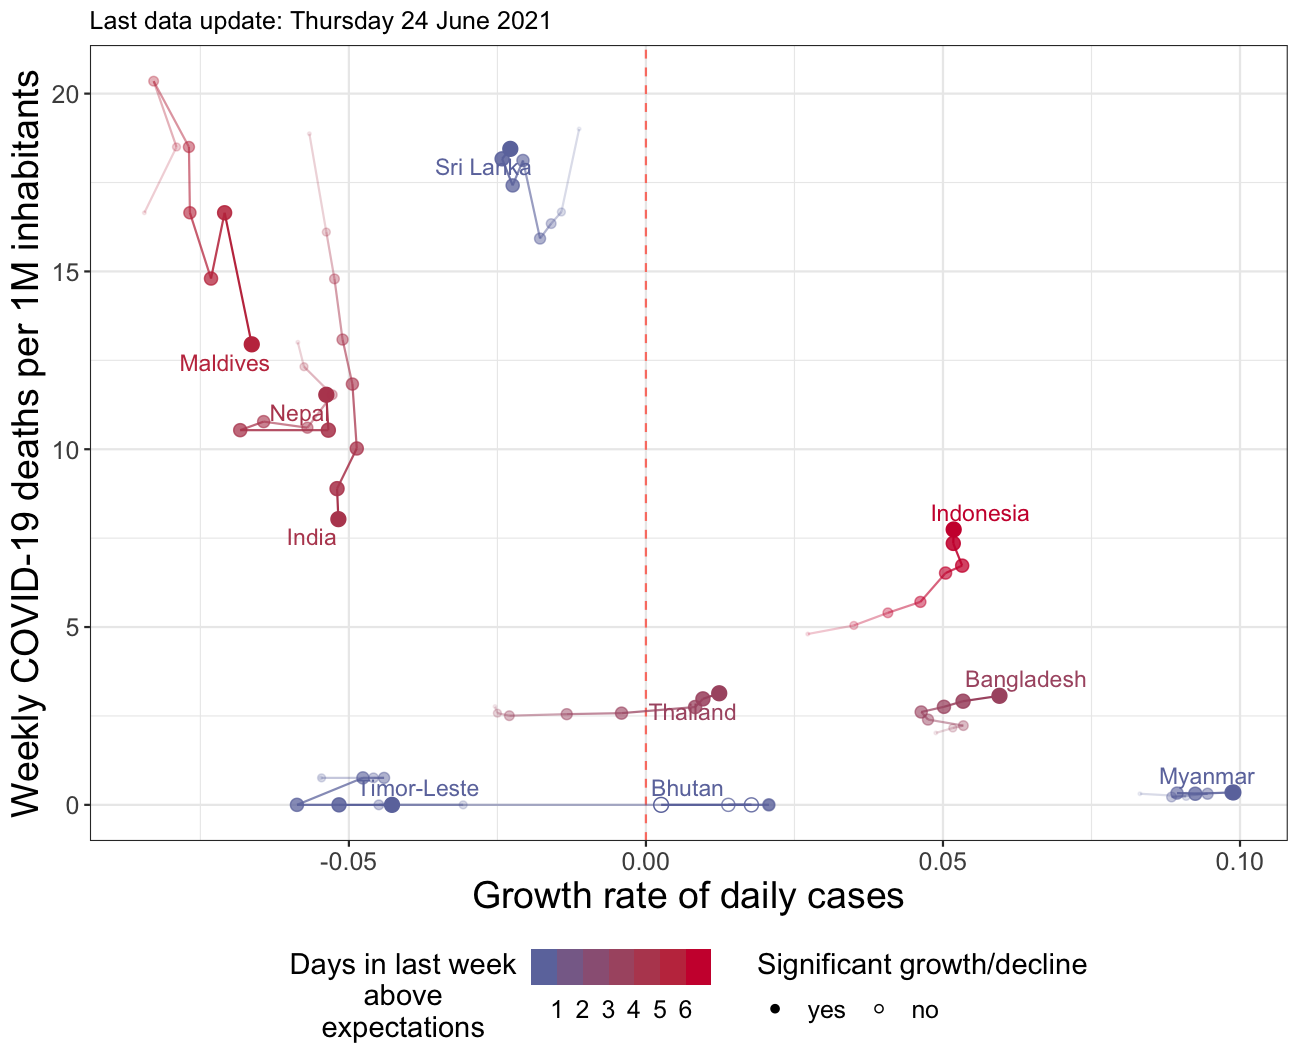 Last data update: Thursday 24 June 2021
Weekly COVID-19 deaths per 1M inhabitants
20
15
10
5
0
Sri Lanka
Maldives
Nepal
India
Indonesia
Bangladesh
Thailand
Timor-Leste
Bhutan
Myanmar
-0.05
0.00
0.05
0.10
Growth rate of daily cases
Days in last week
above
expectations
1 2 3 4 5 6
Significant growth/decline
yes
no